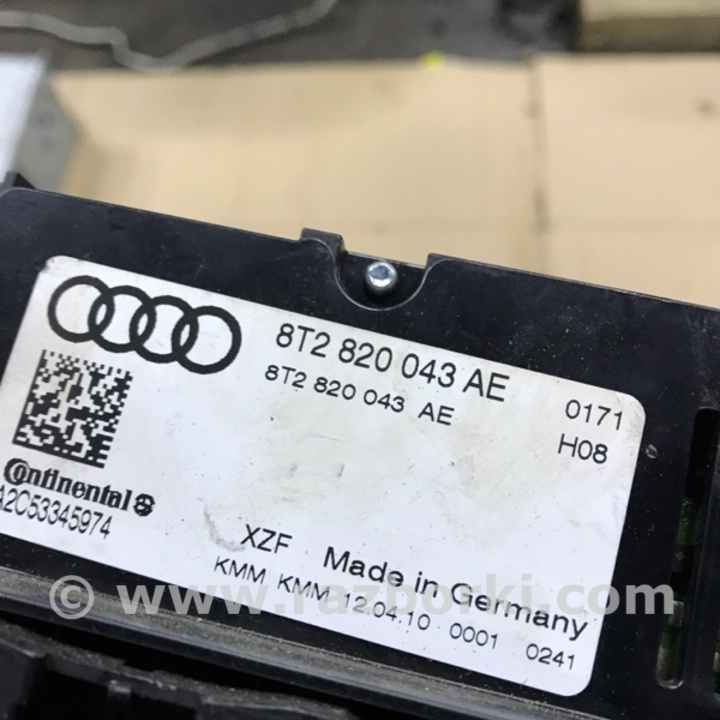 8T2 820 043 AE
8T2 820 043 AE
0171
H08
Continental
A2C53345974
XZF Made in Germany
KMM KMM 12.04.10 0001 0241
© www.razborki.com